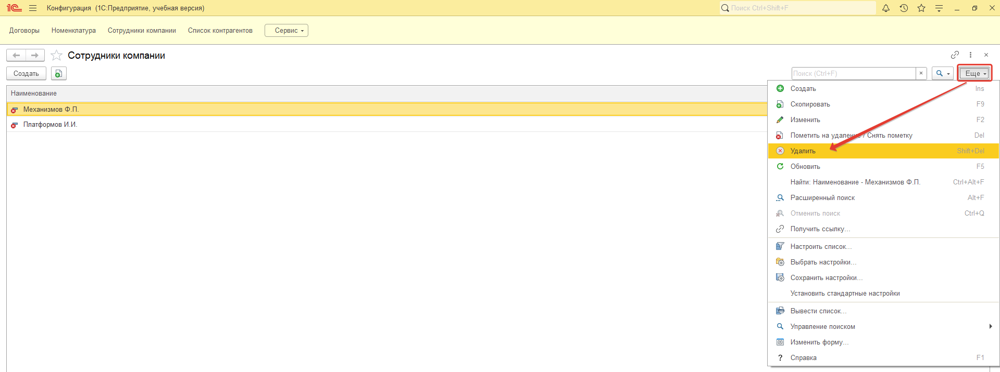 1С Конфигурация (1С:Предприятие, учебная версия) Поиск Ctrl+Shift+F
Договоры Номенклатура Сотрудники компании Список контрагентов Сервис
Сотрудники компании
Создать Поиск (Ctrl+F) × Еще
Наименование
Механизмов Ф.П.
Платформов И.И.
Создать Ins
Скопировать F9
Изменить F2
Пометить на удаление / Снять пометку Del
Удалить Shift+Del
Обновить F5
Найти: Наименование - Механизмов Ф.П. Ctrl+Alt+F
Расширенный поиск Alt+F
Отменить поиск Ctrl+Q
Получить ссылку...
Настроить список...
Выбрать настройки...
Сохранить настройки...
Установить стандартные настройки
Вывести список...
Управление поиском
Изменить форму...
? Справка F1